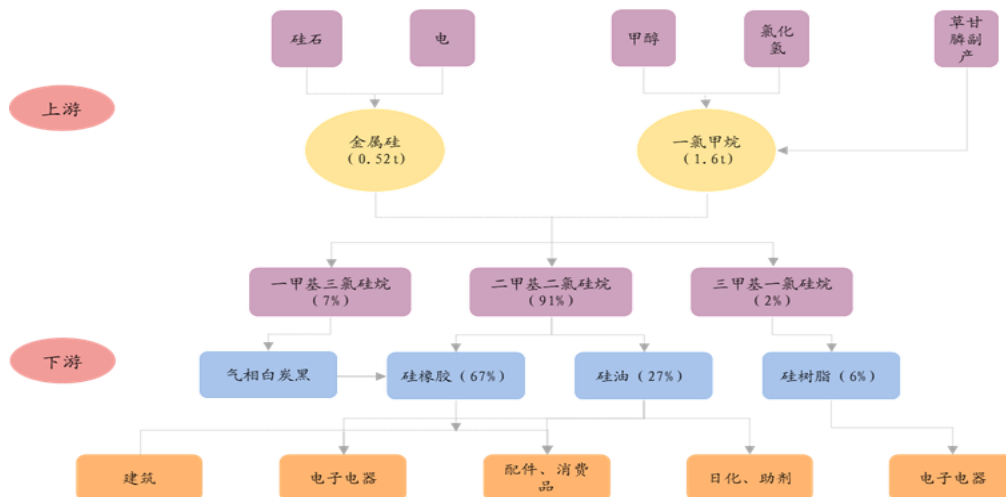 硅石
电
甲醇
氯化
氢
草甘
膦副
产
上游
金属硅
(0.52t)
一氯甲烷
(1.6t)
一甲基三氯硅烷
(7%)
二甲基二氯硅烷
(91%)
三甲基一氯硅烷
(2%)
下游
气相白炭黑
硅橡胶(67%)
硅油(27%)
硅树脂(6%)
建筑
电子电器
配件、消费
品
日化、助剂
电子电器